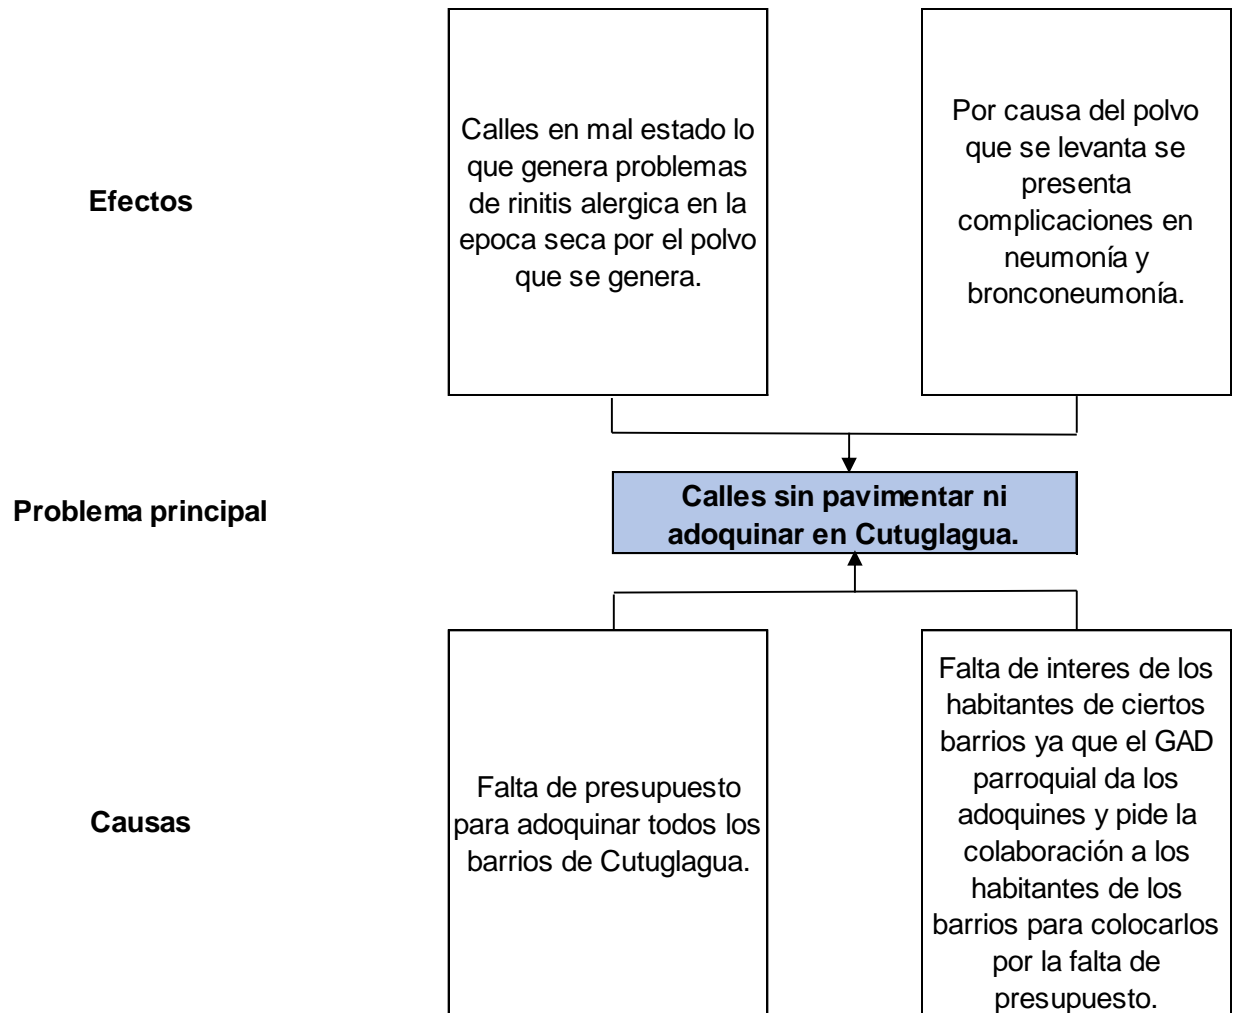 Efectos
Calles en mal estado lo
que genera problemas
de rinitis alergica en la
epoca seca por el polvo
que se genera.
Por causa del polvo
que se levanta se
presenta
complicaciones en
neumonía y
bronconeumonía.
Problema principal
Calles sin pavimentar ni
adoquinar en Cutuglagua.
Causas
Falta de presupuesto
para adoquinar todos los
barrios de Cutuglagua.
Falta de interes de los
habitantes de ciertos
barrios ya que el GAD
parroquial da los
adoquines y pide la
colaboración a los
habitantes de los
barrios para colocarlos
por la falta de
presupuesto.